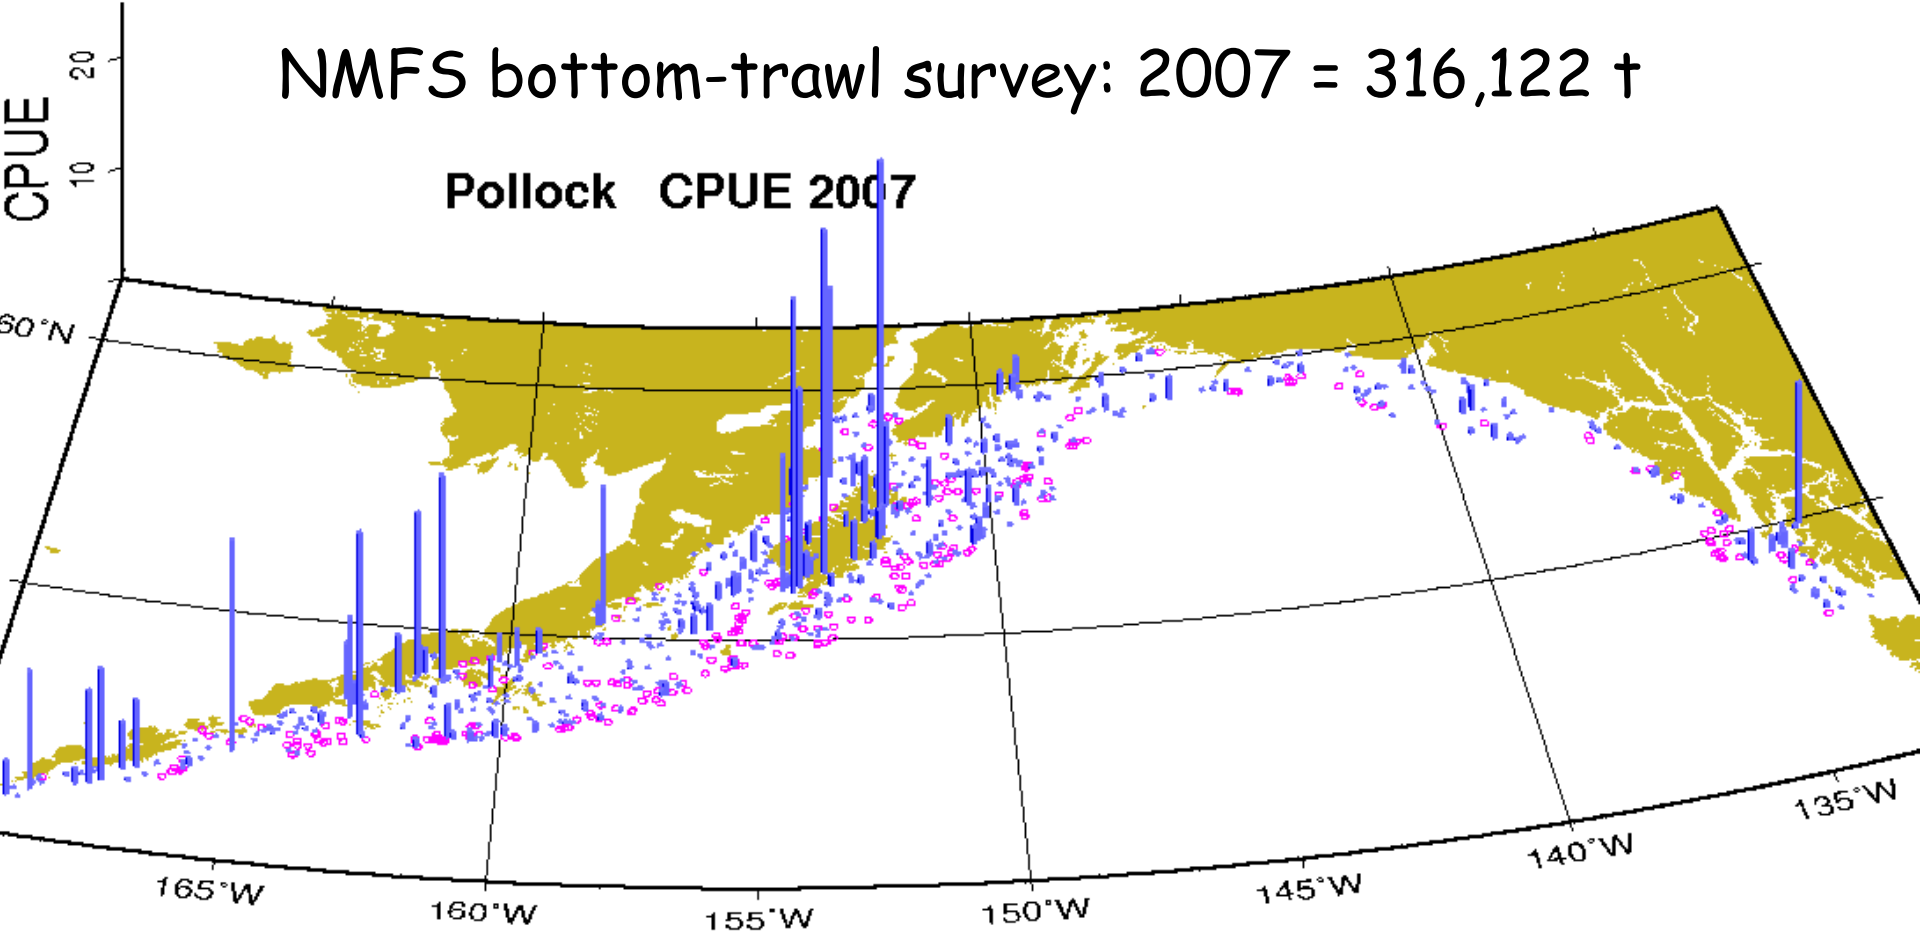 NMFS bottom-trawl survey: 2007 = 316,122 t
20
10
CPUE
Pollock CPUE 2007
60°N
165°W
160°W
155°W
150°W
145°W
140°W
135°W